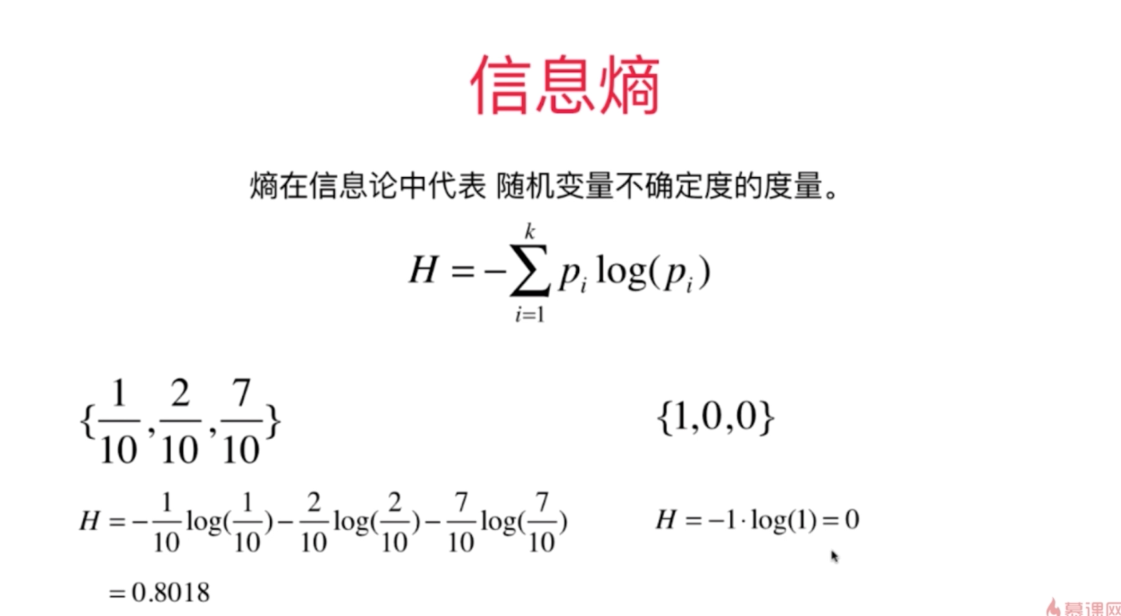 信息熵
熵在信息论中代表 随机变量不确定度的度量。
H = -\sum_{i=1}^{k} p_i \log(p_i)
{\frac{1}{10}, \frac{2}{10}, \frac{7}{10}}
{1,0,0}
H = -\frac{1}{10}\log(\frac{1}{10}) - \frac{2}{10}\log(\frac{2}{10}) - \frac{7}{10}\log(\frac{7}{10})
= 0.8018
H = -1·log(1) = 0
慕课网